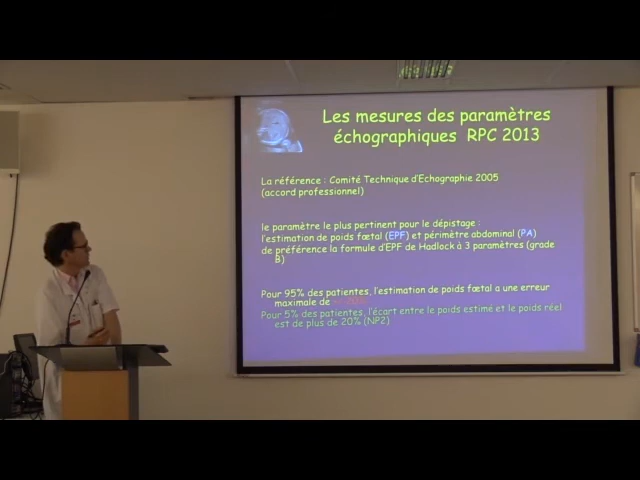 Les mesures des paramètres
échographiques RPC 2013
La référence : Comité Technique d'Echographie 2005
(accord professionnel)
le paramètre le plus pertinent pour le dépistage :
l'estimation de poids fœtal (EPF) et périmètre abdominal (PA)
de préférence la formule d'EPF de Hadlock à 3 paramètres (grade
B)
Pour 95% des patientes, l'estimation de poids fœtal a une erreur
maximale de
Pour 5% des patientes, l'écart entre le poids estimé et le poids réel
est de plus de 20% (NP2)